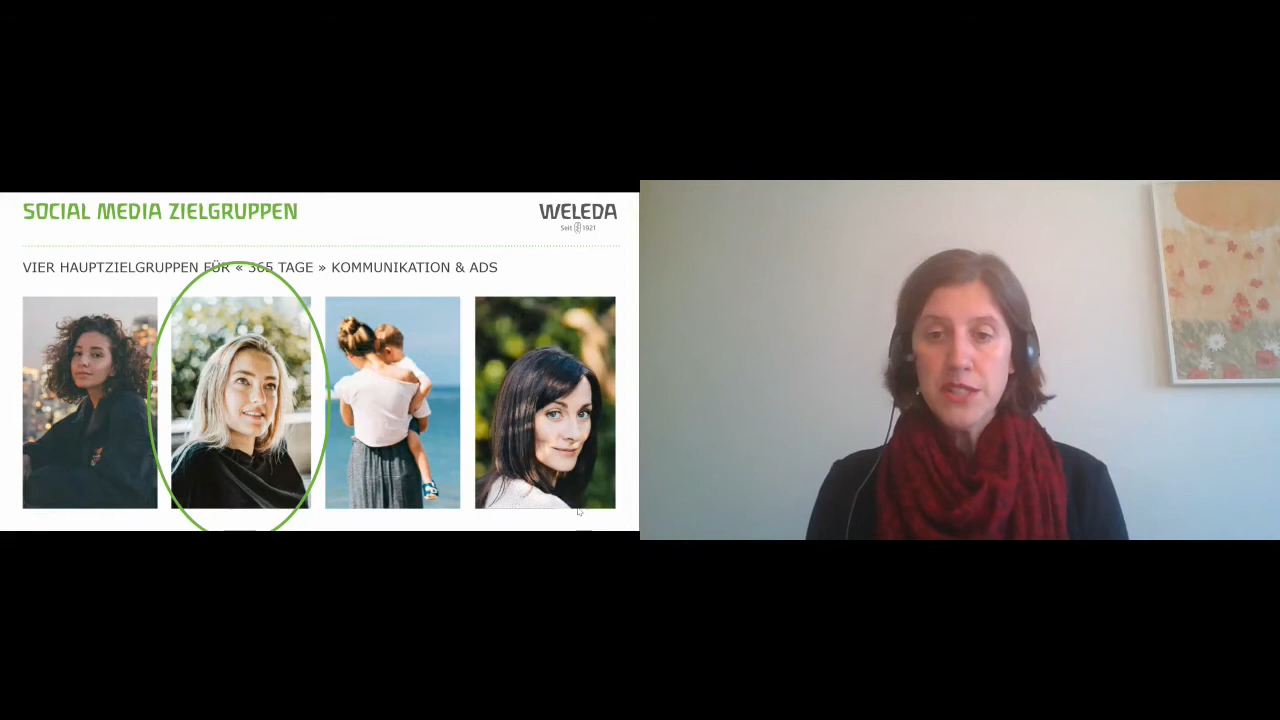 SOCIAL MEDIA ZIELGRUPPEN
WELEDA
Seit 1921
VIER HAUPTZIELGRUPPEN FÜR « 365 TAGE » KOMMUNIKATION & ADS